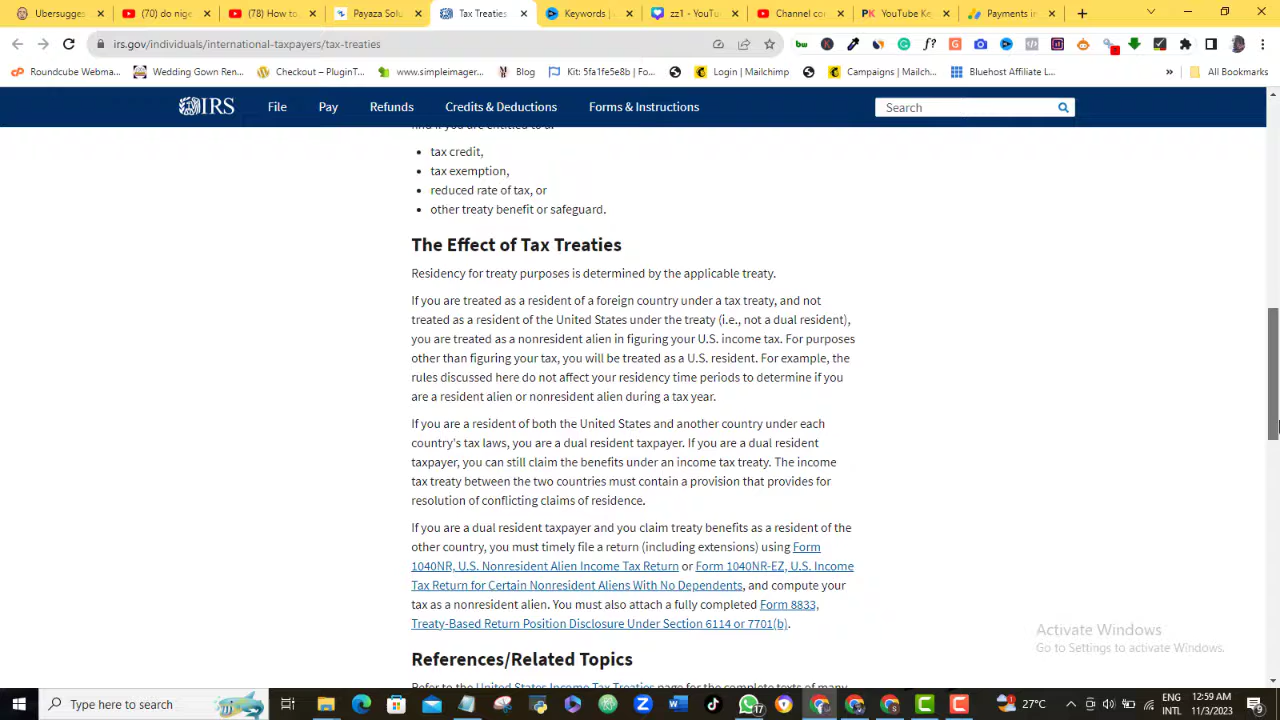 Ubersugges
(70) do nige
(78) How to
Payaza Solu
Tax Treaties
Keywords |
zz1 - YouTu
Channel co
YouTube Ke
Payments in
irs.gov/individuals/international-taxpayers/tax-treaties
Roundcube Webma...
Wedding Gown Ren...
Checkout – PluginT...
www.simpleimager...
Blog
Kit: 5fa1fe5e8b | Fo...
Login | Mailchimp
Campaigns | Mailch...
Bluehost Affiliate L...
»
All Bookmarks
IRS
File
Pay
Refunds
Credits & Deductions
Forms & Instructions
Search
find if you are entitled to a:
• tax credit,
• tax exemption,
• reduced rate of tax, or
• other treaty benefit or safeguard.
The Effect of Tax Treaties
Residency for treaty purposes is determined by the applicable treaty.
If you are treated as a resident of a foreign country under a tax treaty, and not
treated as a resident of the United States under the treaty (i.e., not a dual resident),
you are treated as a nonresident alien in figuring your U.S. income tax. For purposes
other than figuring your tax, you will be treated as a U.S. resident. For example, the
rules discussed here do not affect your residency time periods to determine if you
are a resident alien or nonresident alien during a tax year.
If you are a resident of both the United States and another country under each
country's tax laws, you are a dual resident taxpayer. If you are a dual resident
taxpayer, you can still claim the benefits under an income tax treaty. The income
tax treaty between the two countries must contain a provision that provides for
resolution of conflicting claims of residence.
If you are a dual resident taxpayer and you claim treaty benefits as a resident of the
other country, you must timely file a return (including extensions) using Form
1040NR, U.S. Nonresident Alien Income Tax Return or Form 1040NR-EZ, U.S. Income
Tax Return for Certain Nonresident Aliens With No Dependents, and compute your
tax as a nonresident alien. You must also attach a fully completed Form 8833,
Treaty-Based Return Position Disclosure Under Section 6114 or 7701(b).
References/Related Topics
Refer to the United States Income Tax Treaties page for the complete texts of many
Activate Windows
Go to Settings to activate Windows.
Type here to search
17
27°C
ENG
INTL
12:59 AM
11/3/2023